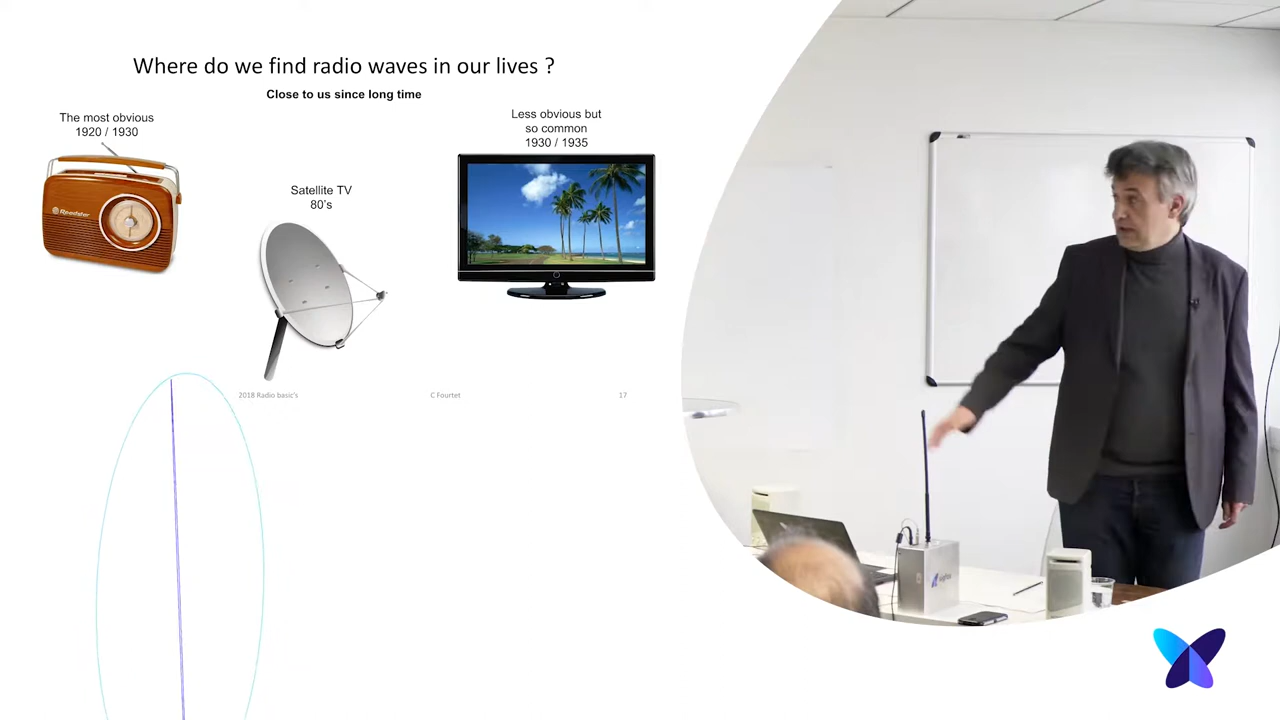 Where do we find radio waves in our lives ?
Close to us since long time
The most obvious
1920 / 1930
Less obvious but
so common
1930 / 1935
Satellite TV
80's
Roadstar
2018 Radio basic's
C Fourtet
17